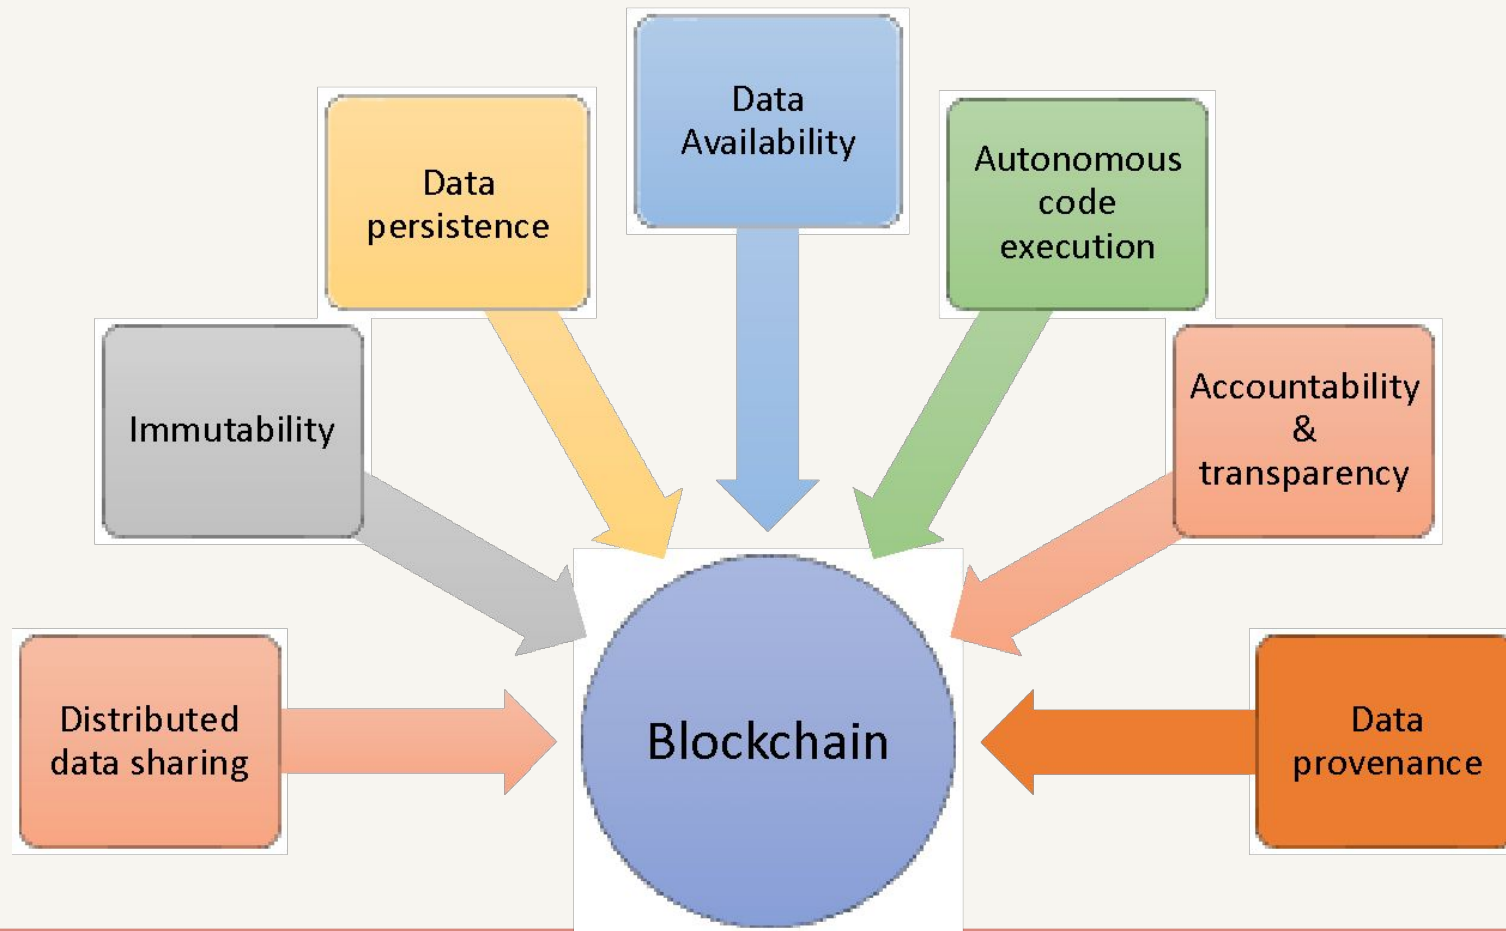 Data
Availability
Data
persistence
Autonomous
code
execution
Immutability
Accountability
&
transparency
Distributed
data sharing
Blockchain
Data
provenance